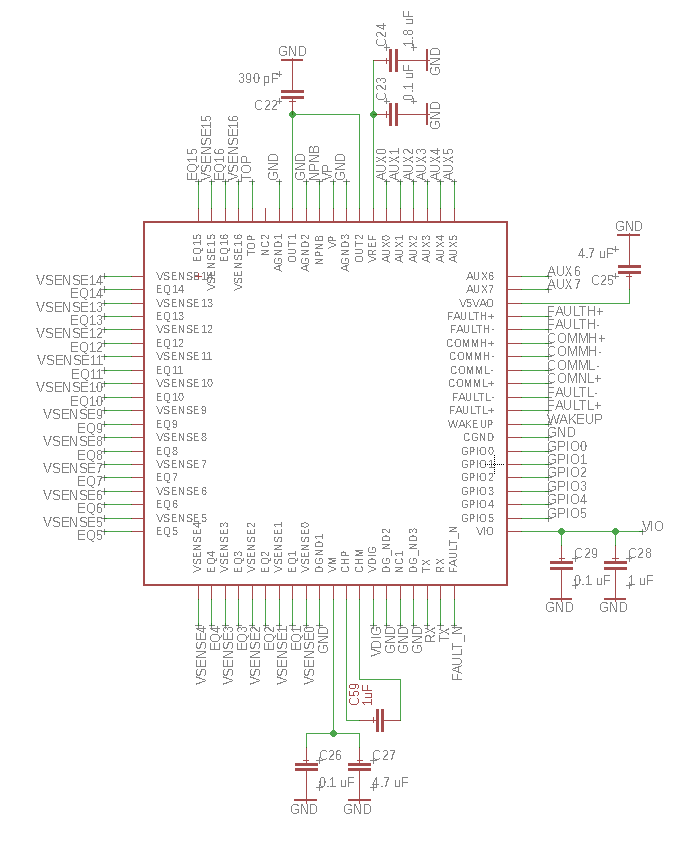 GND
390 pF
C22
C24
1.8 uF
GND
C23
0.1 uF
GND
EQ15
VSENSE15
EQ16
VSENSE16
TOP
GND
GND
NPNB
VP
GND
AUX0
AUX1
AUX2
AUX3
AUX4
AUX5
EQ15
VSENSE15
EQ16
VSENSE16
TOP
NC2
AGND1
OUT1
AGND2
NPNB
VP
AGND3
OUT2
VREF
AUX0
AUX1
AUX2
AUX3
AUX4
AUX5
VSENSE14
EQ14
VSENSE13
EQ13
VSENSE12
EQ12
VSENSE11
EQ11
VSENSE10
EQ10
VSENSE9
EQ9
VSENSE8
EQ8
VSENSE7
EQ7
VSENSE6
EQ6
VSENSE5
EQ5
VSENSE14
EQ14
VSENSE13
EQ13
VSENSE12
EQ12
VSENSE11
EQ11
VSENSE10
EQ10
VSENSE9
EQ9
VSENSE8
EQ8
VSENSE7
EQ7
VSENSE6
EQ6
VSENSE5
EQ5
AUX6
AUX7
V5VAO
FAULTH+
FAULTH-
COMMH+
COMMH-
COMML-
COMML+
FAULTL-
FAULTL+
WAKEUP
CGND
GPIO0
GPIO1
GPIO2
GPIO3
GPIO4
GPIO5
VIO
GND
4.7 uF
C25
AUX6
AUX7
FAULTH+
FAULTH-
COMMH+
COMMH-
COMML-
COMNL+
FAULTL-
FAULTL+
WAKEUP
GND
GPIO0
GPIO1
GPIO2
GPIO3
GPIO4
GPIO5
VIO
C29
0.1 uF
GND
C28
1 uF
GND
VSENSE4
EQ4
VSENSE3
EQ3
VSENSE2
EQ2
VSENSE1
EQ1
VSENSE0
DGND1
VM
CHP
CHM
VDIG
DG_ND2
NC1
DG_ND3
TX
RX
FAULT_N
VSENSE4
EQ4
VSENSE3
EQ3
VSENSE2
EQ2
VSENSE1
EQ1
VSENSE0
GND
VDIG
GND
GND
GND
RX
TX
FAULT_N
C59
1uF
C26
0.1 uF
GND
C27
4.7 uF
GND